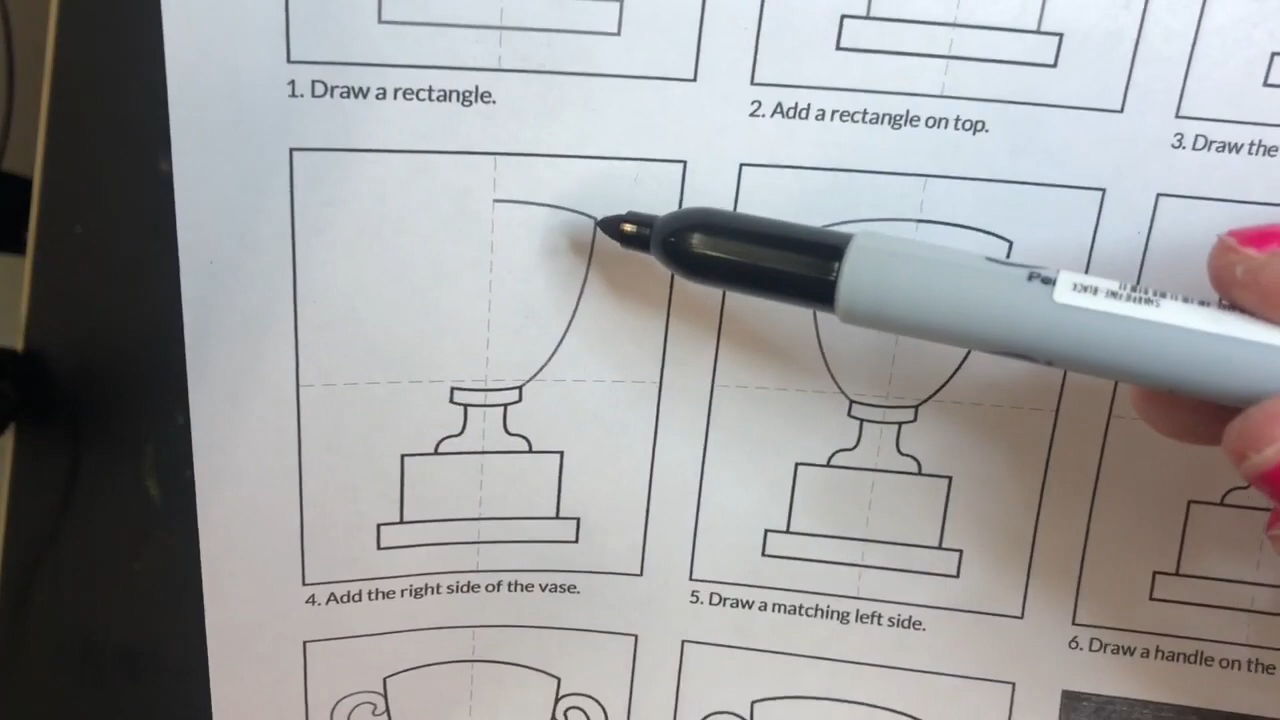 1. Draw a rectangle.
2. Add a rectangle on top.
3. Draw the
4. Add the right side of the vase.
5. Draw a matching left side.
6. Draw a handle on the